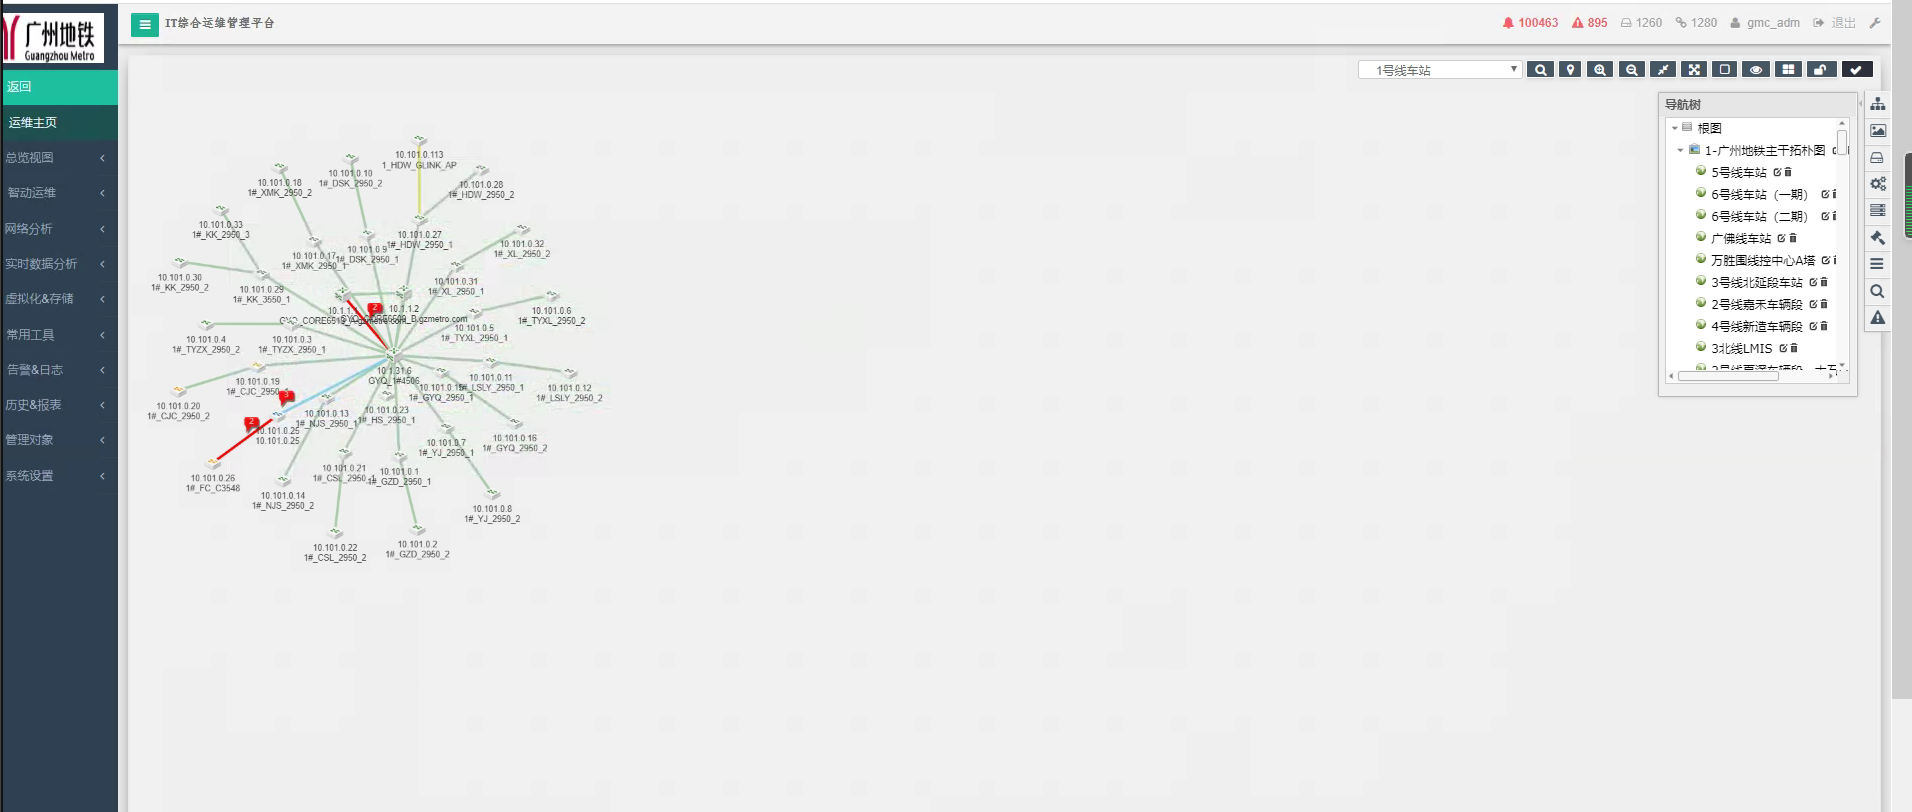 广州地铁
Guangzhou Metro
IT综合运维管理平台
100463 895 1260 1280 gmc_adm 退出
返回
运维主页
总览视图
智动运维
网络分析
实时数据分析
虚拟化&存储
常用工具
告警&日志
历史&报表
管理对象
系统设置
1号线车站
导航树
根图
1-广州地铁主干拓朴图
5号线车站
6号线车站（一期）
6号线车站（二期）
广佛线车站
万胜围线控中心A塔
3号线北延段车站
2号线嘉禾车辆段
4号线新造车辆段
3北线LMIS
10.101.0.113
1_HDW_GLINK_AP
10.101.0.10
1#_DSK_2950_2
10.101.0.18
1#_XMK_2950_2
10.101.0.28
1#_HDW_2950_2
10.101.0.33
1#_KK_2950_3
10.101.0.27
1#_HDW_2950_1
10.101.0.32
1#_XL_2950_2
10.101.0.9
1#_DSK_2950_1
10.101.0.17
1#_XMK_2950_1
10.101.0.30
1#_KK_2950_2
10.101.0.29
1#_KK_3550_1
10.101.0.31
1#_XL_2950_1
10.1.1.2
10.101.0.6
1#_TYXL_2950_2
10.101.0.5
1#_TYXL_2950_1
10.101.0.4
1#_TYZX_2950_2
10.101.0.3
1#_TYZX_2950_1
10.1.31.6
GYQ_1#4506
10.101.0.19
1#_CJC_2950_1
10.101.0.15
1#_GYQ_2950_1
10.101.0.11
1#_LSLY_2950_1
10.101.0.12
1#_LSLY_2950_2
10.101.0.20
1#_CJC_2950_2
10.101.0.13
1#_NJS_2950_1
10.101.0.23
1#_HS_2950_1
10.101.0.25
10.101.0.25
10.101.0.16
1#_GYQ_2950_2
10.101.0.7
1#_YJ_2950_1
10.101.0.26
1#_FC_C3548
10.101.0.21
1#_CSL_2950_1
10.101.0.1
1#_GZD_2950_1
10.101.0.14
1#_NJS_2950_2
10.101.0.8
1#_YJ_2950_2
10.101.0.22
1#_CSL_2950_2
10.101.0.2
1#_GZD_2950_2
2
3
2